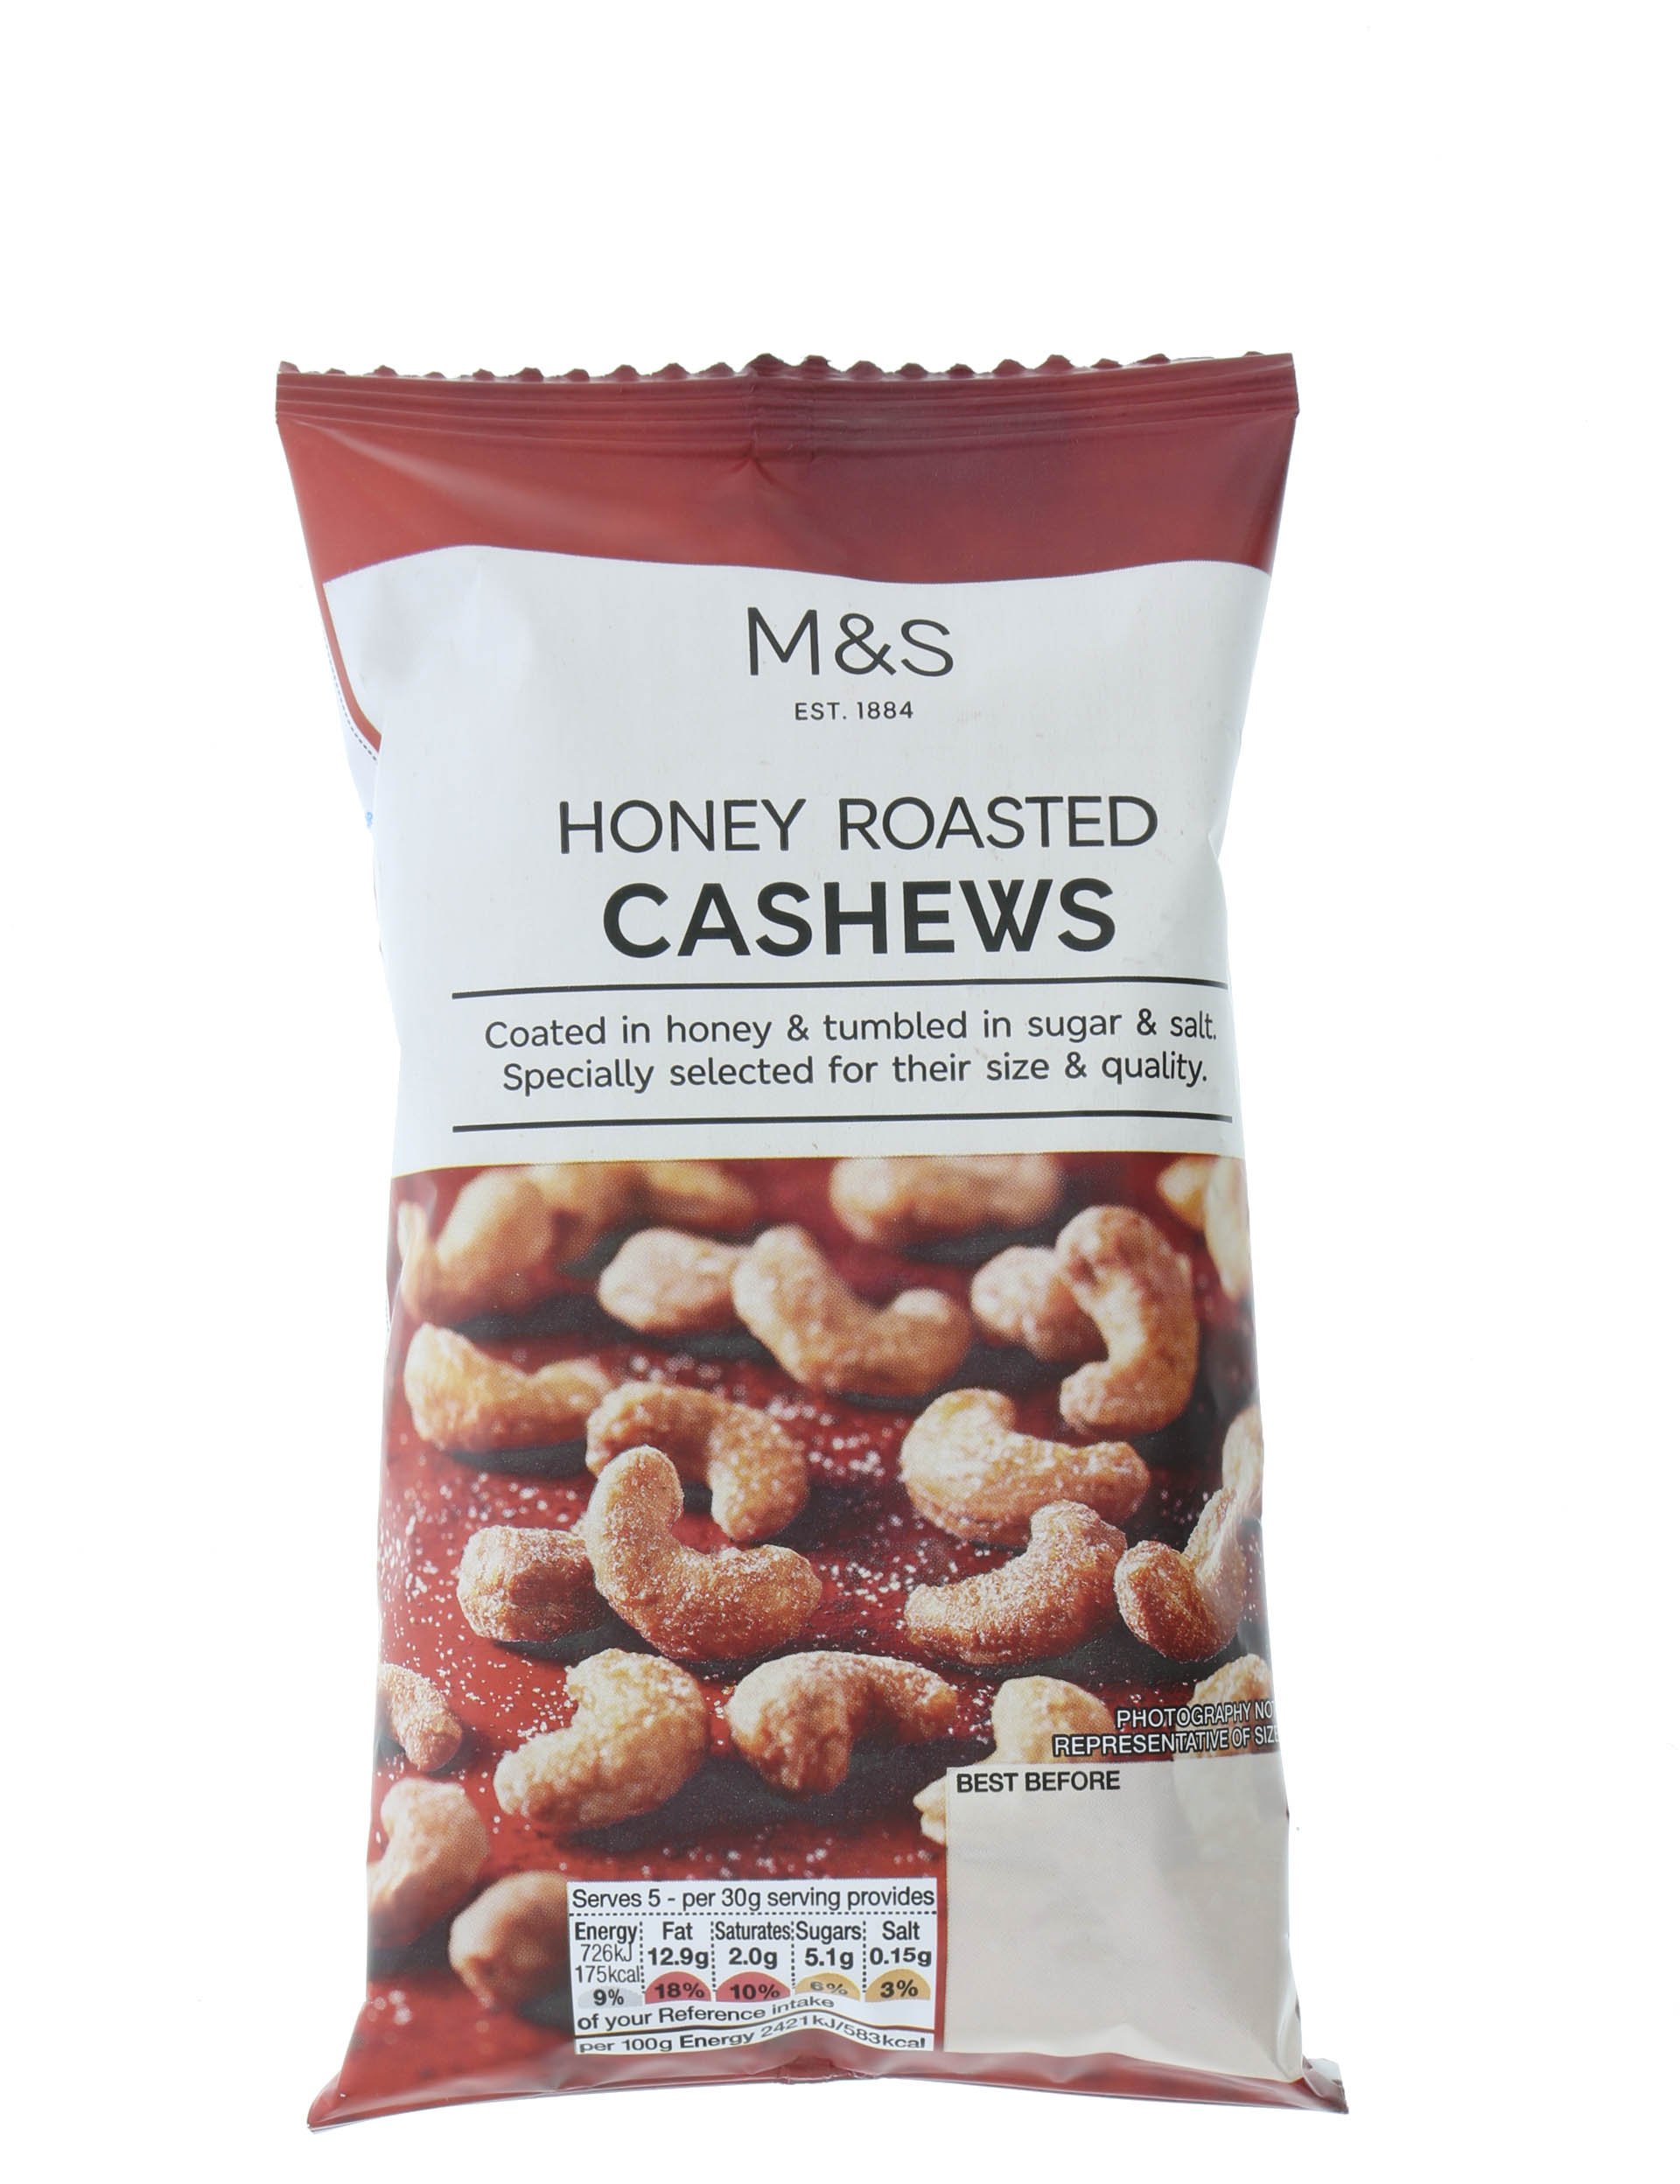 M&S
EST. 1884
HONEY ROASTED
CASHEWS
Coated in honey & tumbled in sugar & salt.
Specially selected for their size & quality.
PHOTOGRAPHY NO
REPRESENTATIVE OF SIZE
BEST BEFORE
Serves 5 - per 30g serving provides
Energy Fat Saturates Sugars Salt
726kJ 12.9g 2.0g 5.1g 0.15g
175kcal
9% 18% 10% 6% 3%
of your Reference intake
per 100g Energy 2421kJ/583kcal